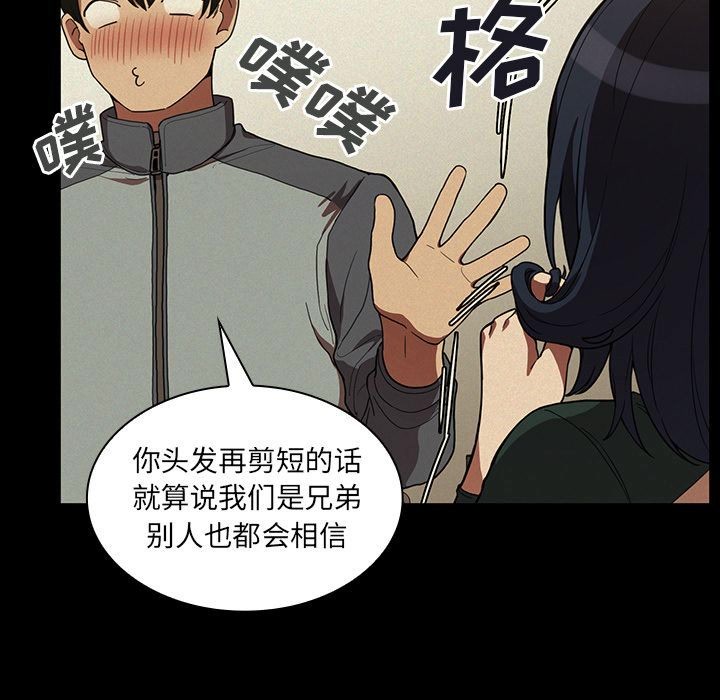 格
噗噗
噗
你头发再剪短的话
就算说我们是兄弟
别人也都会相信